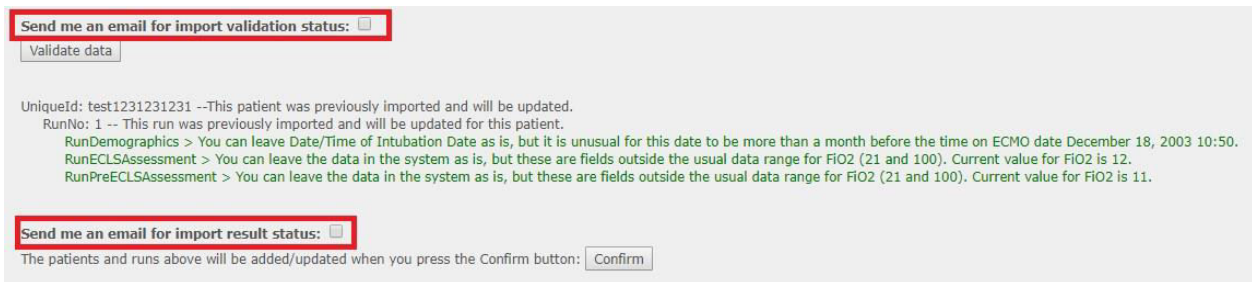 Send me an email for import validation status:
Validate data
UniqueId: test1231231231 --This patient was previously imported and will be updated.
RunNo: 1 -- This run was previously imported and will be updated for this patient.
RunDemographics > You can leave Date/Time of Intubation Date as is, but it is unusual for this date to be more than a month before the time on ECMO date December 18, 2003 10:50.
RunECLSAssessment > You can leave the data in the system as is, but these are fields outside the usual data range for FiO2 (21 and 100). Current value for FiO2 is 12.
RunPreECLSAssessment > You can leave the data in the system as is, but these are fields outside the usual data range for FiO2 (21 and 100). Current value for FiO2 is 11.
Send me an email for import result status:
The patients and runs above will be added/updated when you press the Confirm button: Confirm